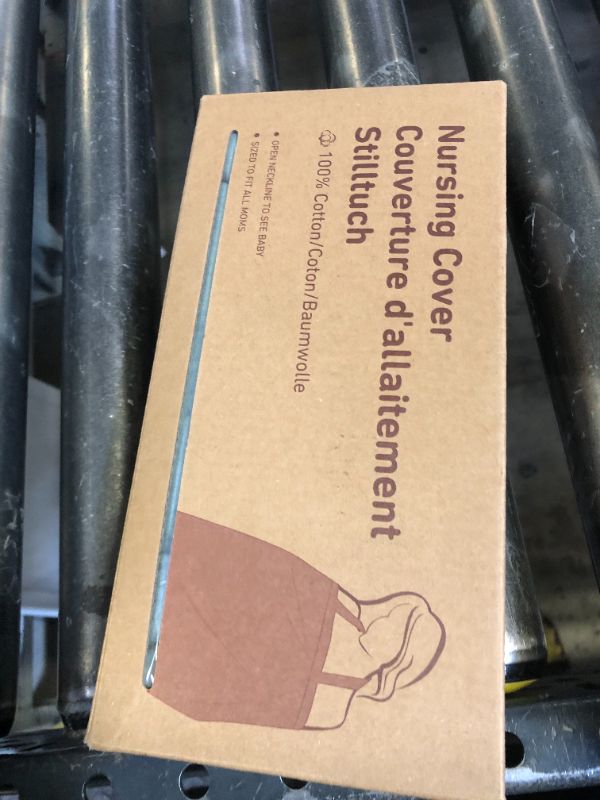 Nursing Cover
Couverture d'allaitement
Stilltuch
100% Cotton/Coton/Baumwolle
• OPEN NECKLINE TO SEE BABY
• SIZED TO FIT ALL MOMS